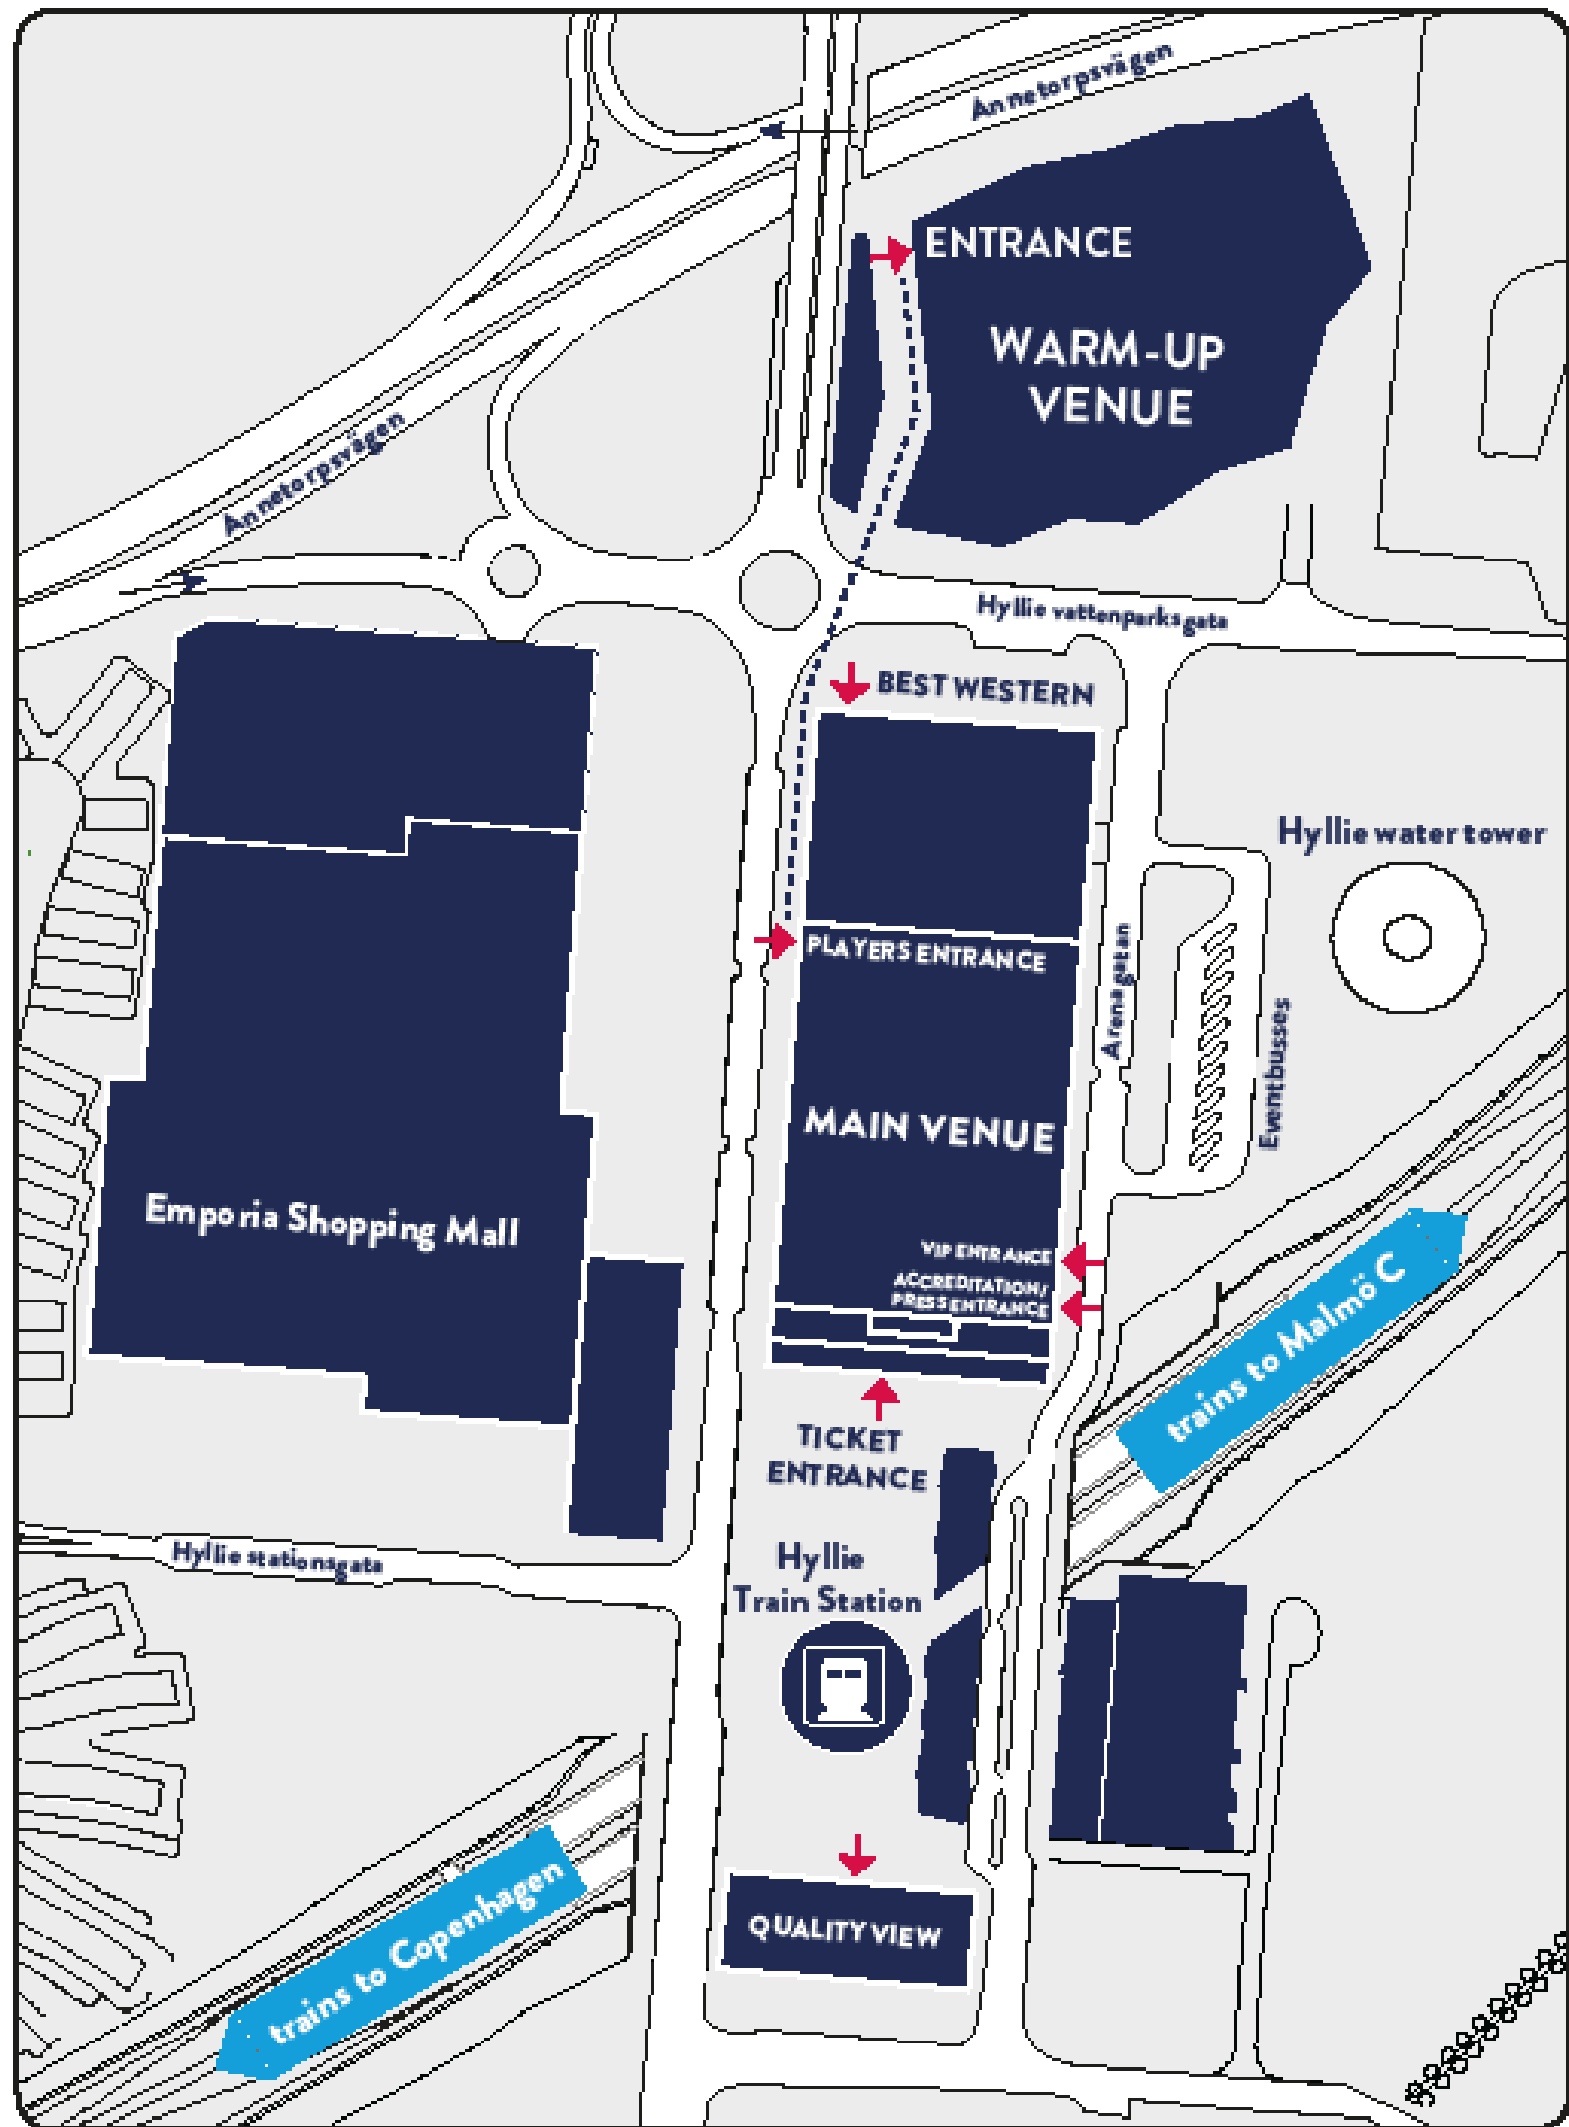 Annetorpsvägen
ENTRANCE
WARM-UP
VENUE
Annetorpsvägen
Hyllie vattenparksgata
BEST WESTERN
Hyllie water tower
PLAYERS ENTRANCE
Arenagatan
Eventbusses
MAIN VENUE
Emporia Shopping Mall
VIP ENTRANCE
ACCREDITATION/
PRESS ENTRANCE
trains to Malmö C
TICKET
ENTRANCE
Hyllie stationsgata
Hyllie
Train Station
trains to Copenhagen
QUALITY VIEW